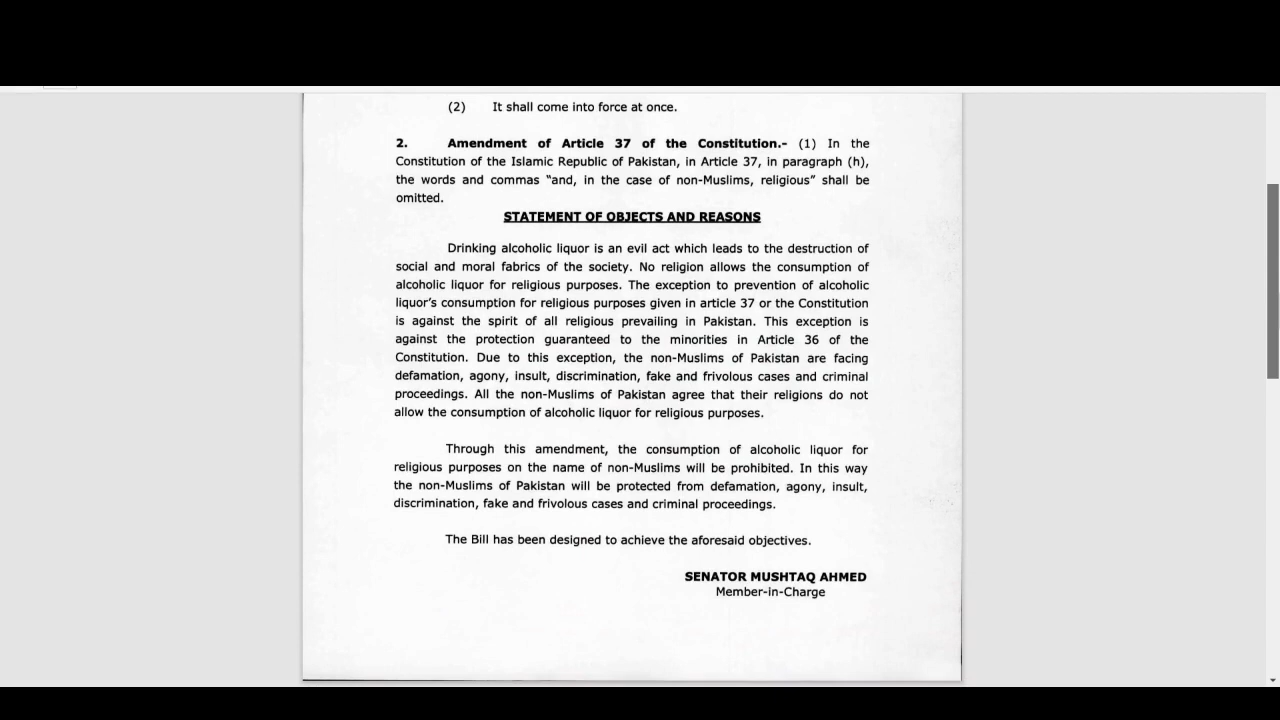 (2) It shall come into force at once.
2. Amendment of Article 37 of the Constitution.- (1) In the
Constitution of the Islamic Republic of Pakistan, in Article 37, in paragraph (h),
the words and commas “and, in the case of non-Muslims, religious” shall be
omitted.
STATEMENT OF OBJECTS AND REASONS
Drinking alcoholic liquor is an evil act which leads to the destruction of
social and moral fabrics of the society. No religion allows the consumption of
alcoholic liquor for religious purposes. The exception to prevention of alcoholic
liquor’s consumption for religious purposes given in article 37 or the Constitution
is against the spirit of all religious prevailing in Pakistan. This exception is
against the protection guaranteed to the minorities in Article 36 of the
Constitution. Due to this exception, the non-Muslims of Pakistan are facing
defamation, agony, insult, discrimination, fake and frivolous cases and criminal
proceedings. All the non-Muslims of Pakistan agree that their religions do not
allow the consumption of alcoholic liquor for religious purposes.
Through this amendment, the consumption of alcoholic liquor for
religious purposes on the name of non-Muslims will be prohibited. In this way
the non-Muslims of Pakistan will be protected from defamation, agony, insult,
discrimination, fake and frivolous cases and criminal proceedings.
The Bill has been designed to achieve the aforesaid objectives.
SENATOR MUSHTAQ AHMED
Member-in-Charge